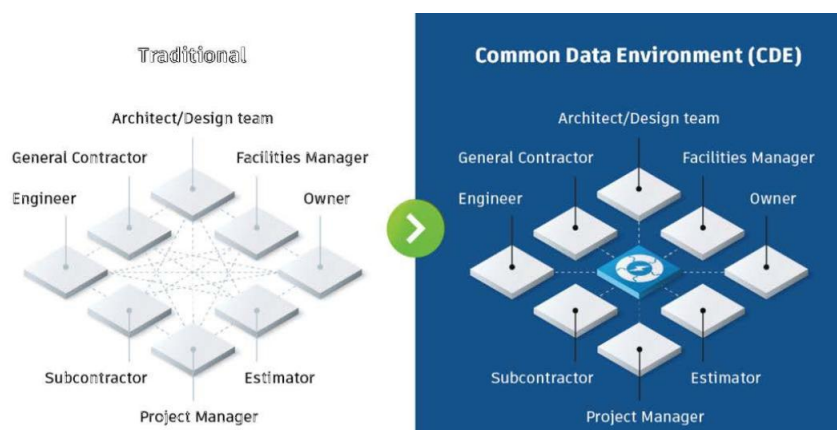 Traditional
Architect/Design team
General Contractor
Facilities Manager
Engineer
Owner
Subcontractor
Estimator
Project Manager
Common Data Environment (CDE)
Architect/Design team
General Contractor
Facilities Manager
Engineer
Owner
Subcontractor
Estimator
Project Manager